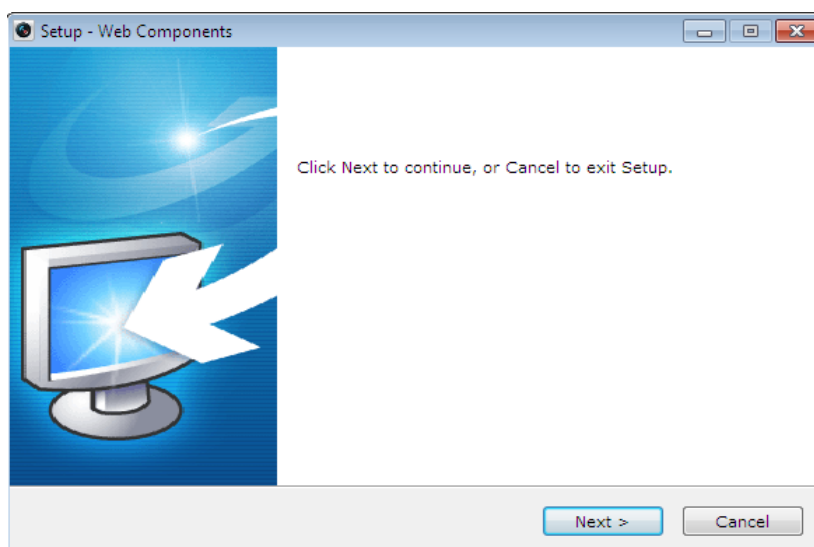 Setup - Web Components
Click Next to continue, or Cancel to exit Setup.
Next >
Cancel